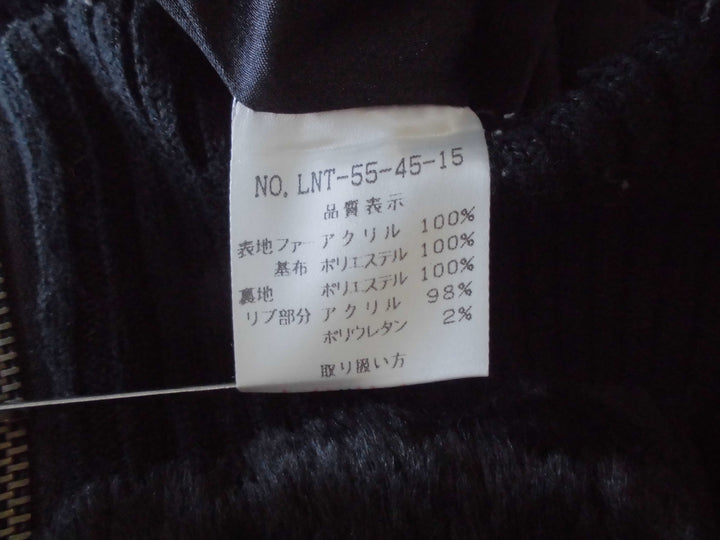 NO. LNT-55-45-15
品質表示
表地ファー アクリル 100%
基布 ポリエステル 100%
裏地 ポリエステル 100%
リブ部分 アクリル 98%
ポリウレタン 2%
取り扱い方